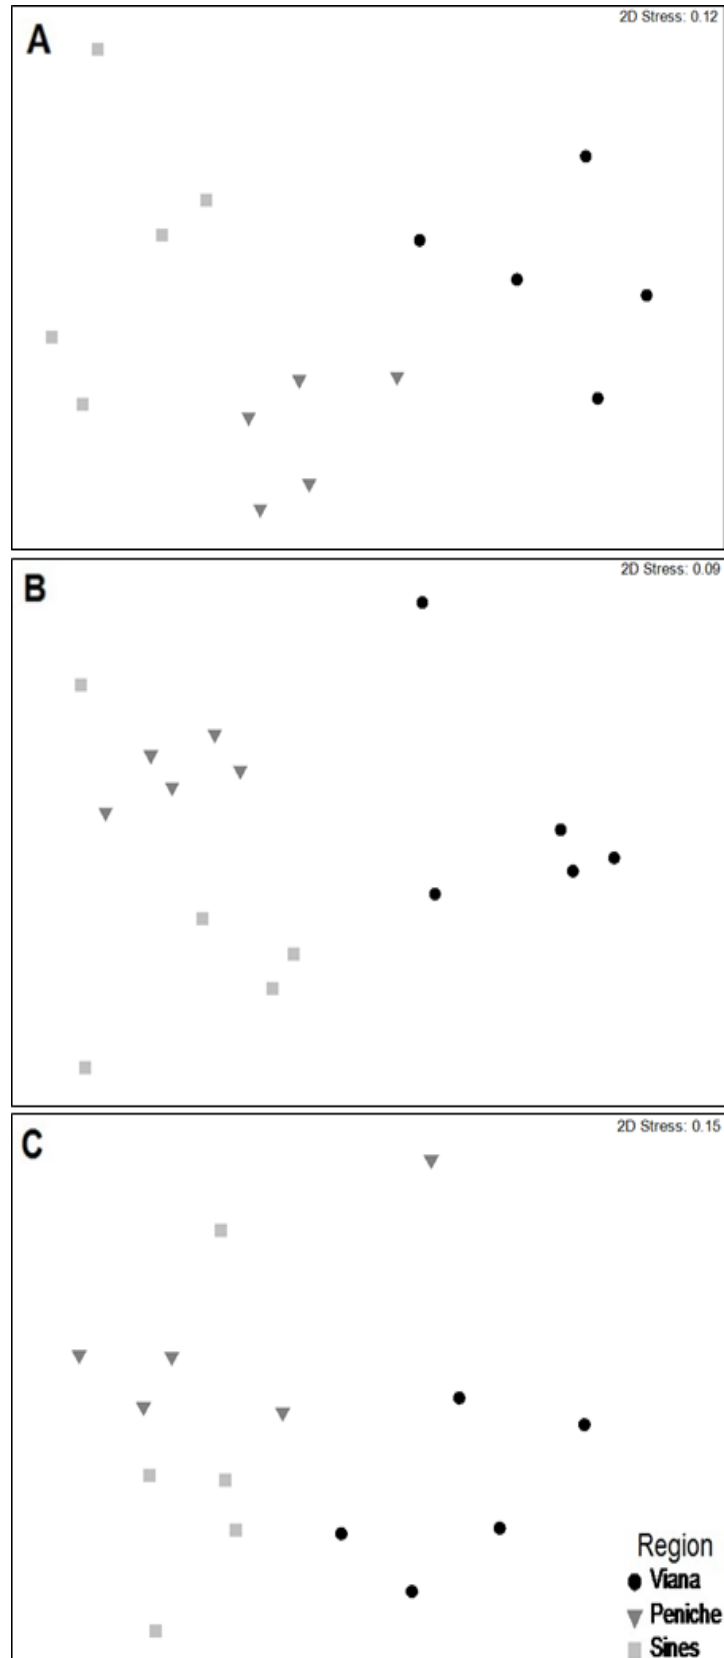 A
2D Stress: 0.12
B
2D Stress: 0.09
C
2D Stress: 0.15
Region
Viana
Peniche
Sines